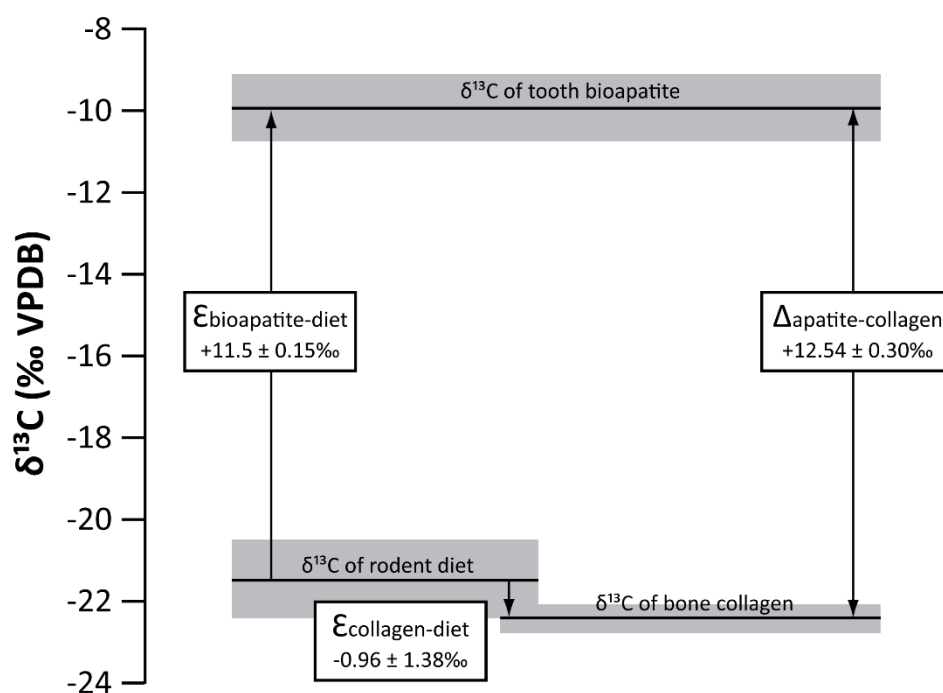 -8
δ¹³C of tooth bioapatite
-10
-12
-14
εbioapatite-diet
+11.5 ± 0.15‰
Δapatite-collagen
+12.54 ± 0.30‰
-16
δ¹³C (‰ VPDB)
-18
-20
δ¹³C of rodent diet
-22
δ¹³C of bone collagen
εcollagen-diet
-0.96 ± 1.38‰
-24